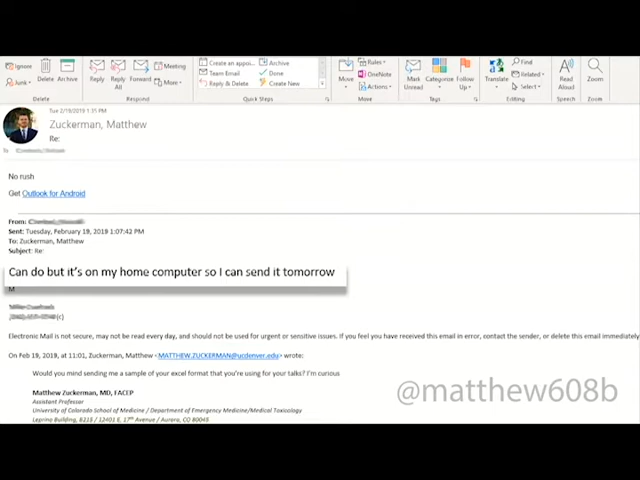 Ignore
Junk
Delete
Archive
Reply
Reply All
Forward
Meeting
More
Create an appoi...
Team Email
Reply & Delete
Archive
Done
Create New
Move
Rules
OneNote
Actions
Mark Unread
Categorize
Follow Up
Translate
Find
Related
Select
Read Aloud
Zoom
Delete
Respond
Quick Steps
Move
Tags
Editing
Speech
Zoom
Tue 2/19/2019 1:35 PM
Zuckerman, Matthew
Re:
To
No rush
Get Outlook for Android
From:
Sent: Tuesday, February 19, 2019 1:07:42 PM
To: Zuckerman, Matthew
Subject: Re:
Can do but it's on my home computer so I can send it tomorrow
M
(c)
Electronic Mail is not secure, may not be read every day, and should not be used for urgent or sensitive issues. If you feel you have received this email in error, contact the sender, or delete this email immediately
On Feb 19, 2019, at 11:01, Zuckerman, Matthew <MATTHEW.ZUCKERMAN@ucdenver.edu> wrote:
Would you mind sending me a sample of your excel format that you're using for your talks? I'm curious
Matthew Zuckerman, MD, FACEP
Assistant Professor
University of Colorado School of Medicine / Department of Emergency Medicine/Medical Toxicology
Leprino Building, B215 / 12401 E. 17th Avenue / Aurora, CO 80045
@matthew608b